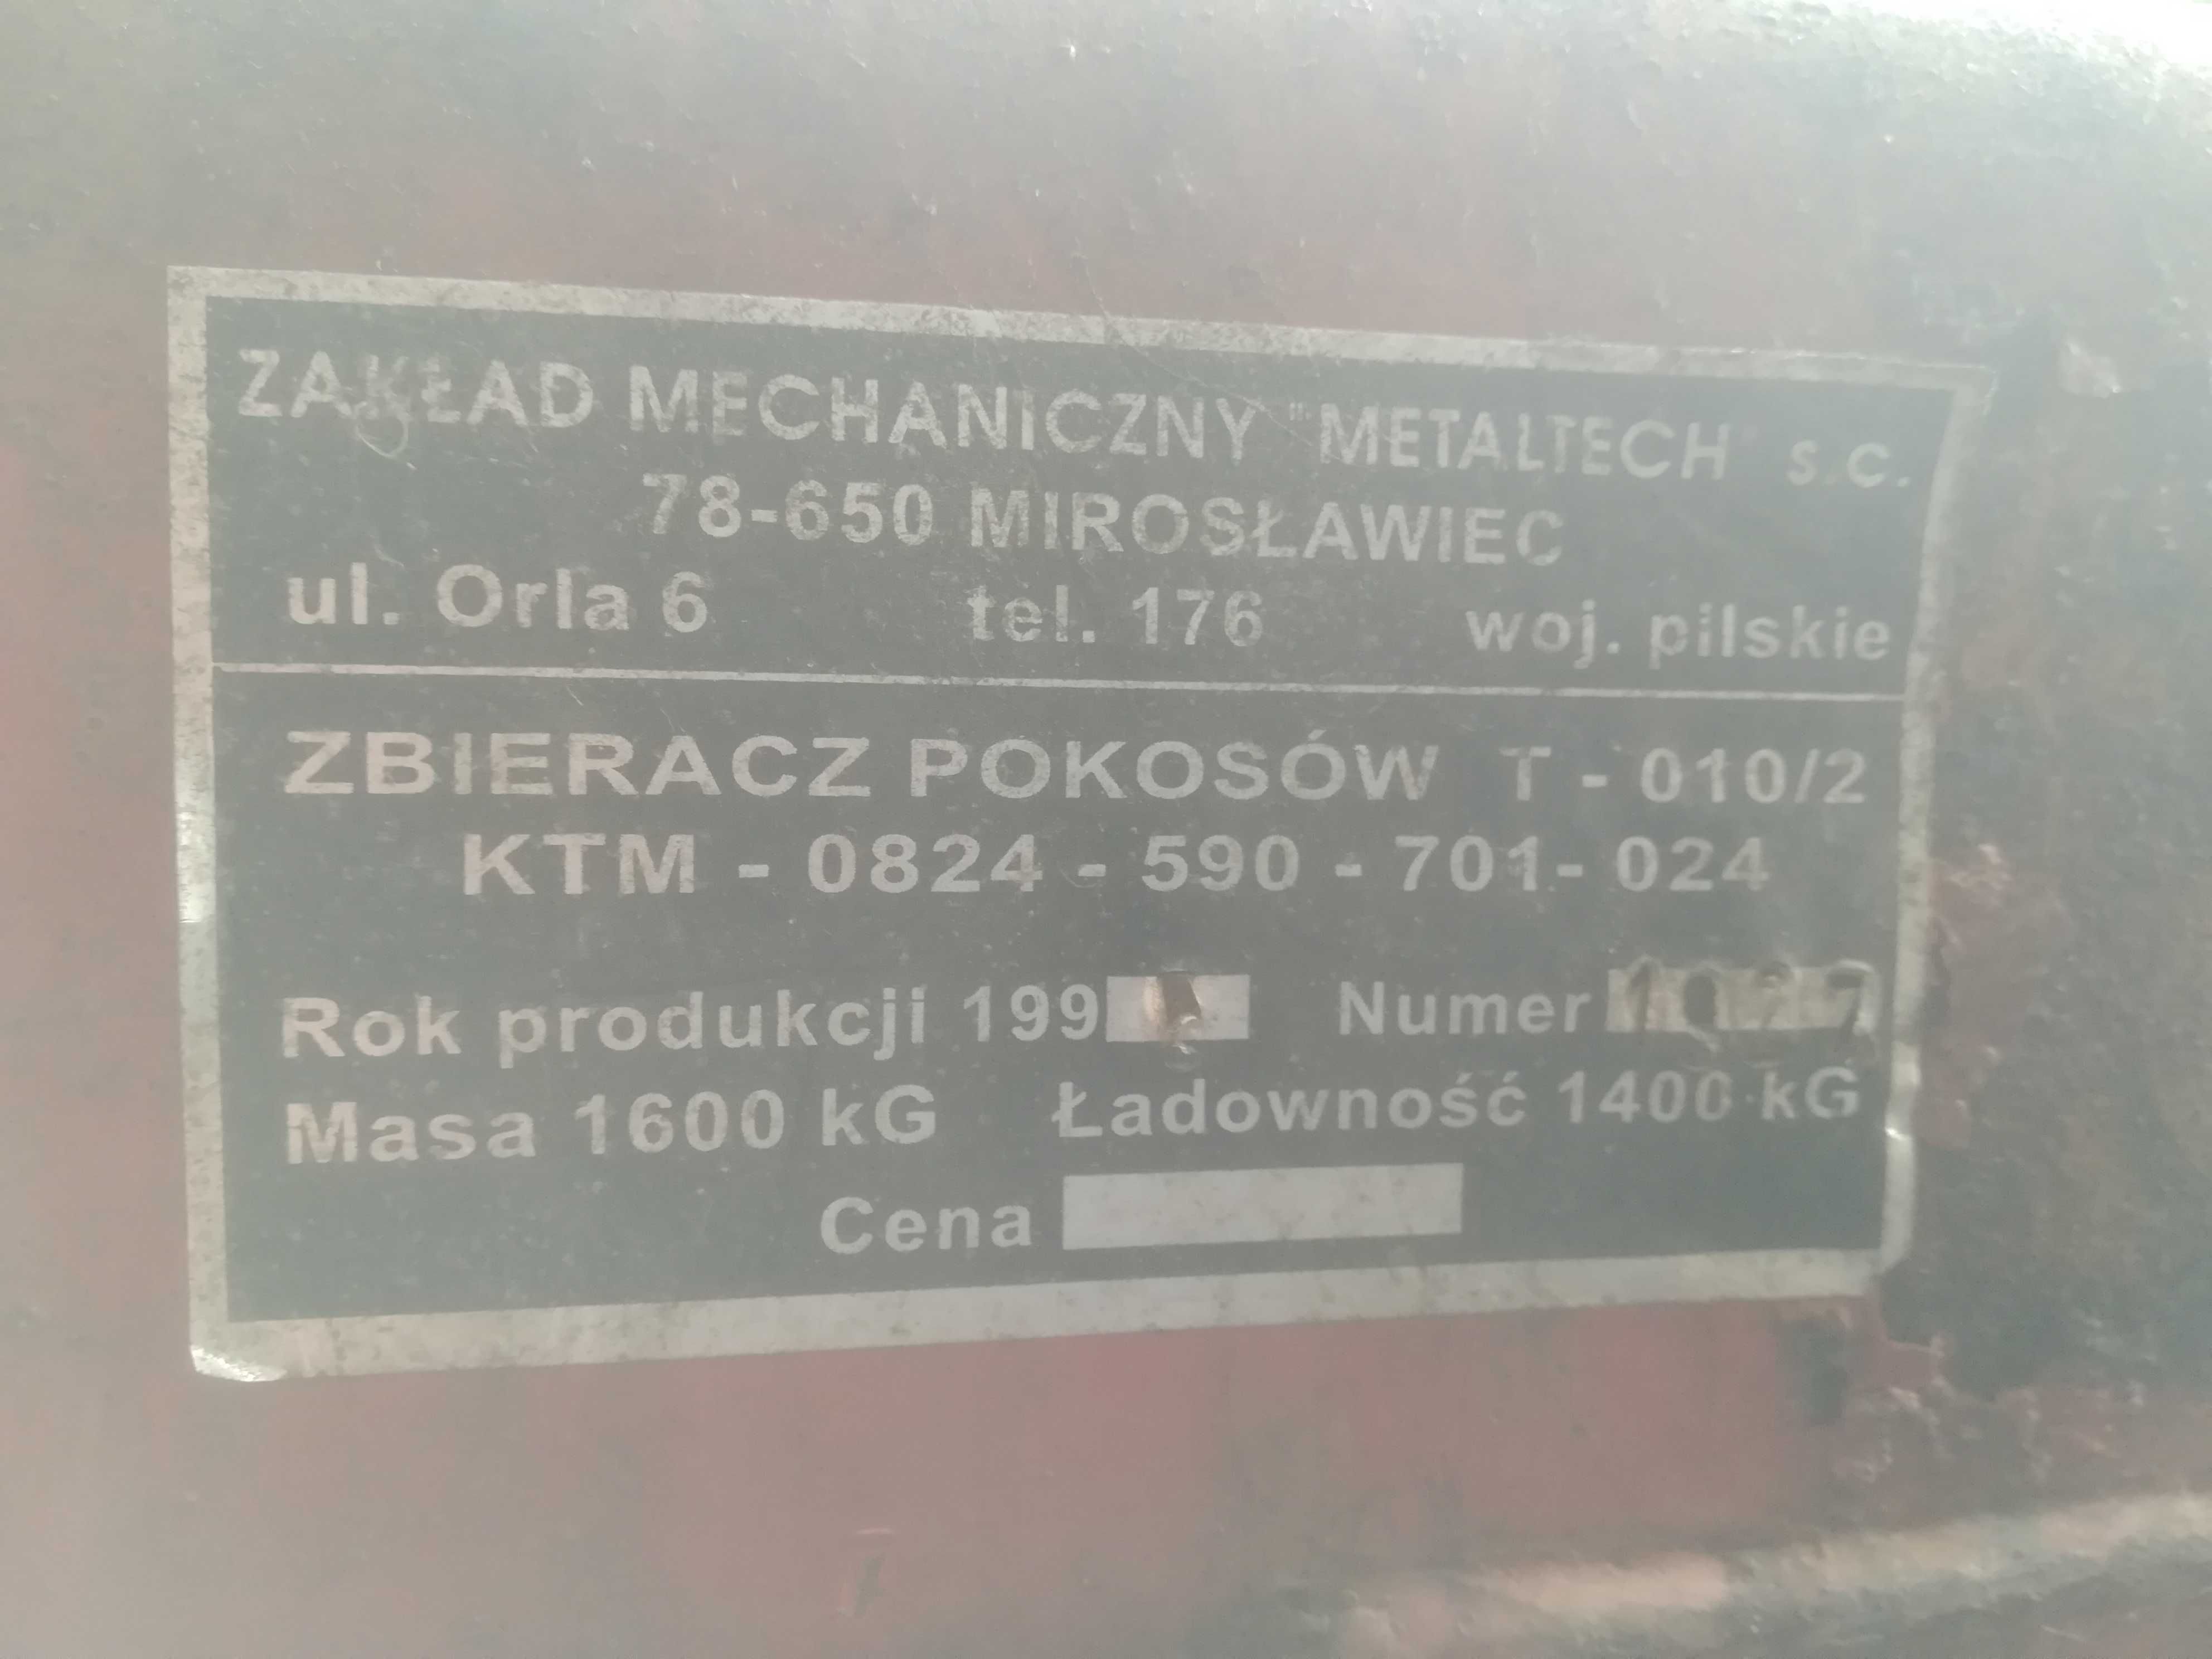 ZAKŁAD MECHANICZNY "METALTECH" s.c.
78-650 MIROSŁAWIEC
ul. Orla 6 tel. 176 woj. pilskie
ZBIERACZ POKOSÓW T - 010/2
KTM - 0824 - 590 - 701 - 024
Rok produkcji 199 Numer
Masa 1600 kG Ładowność 1400 kG
Cena